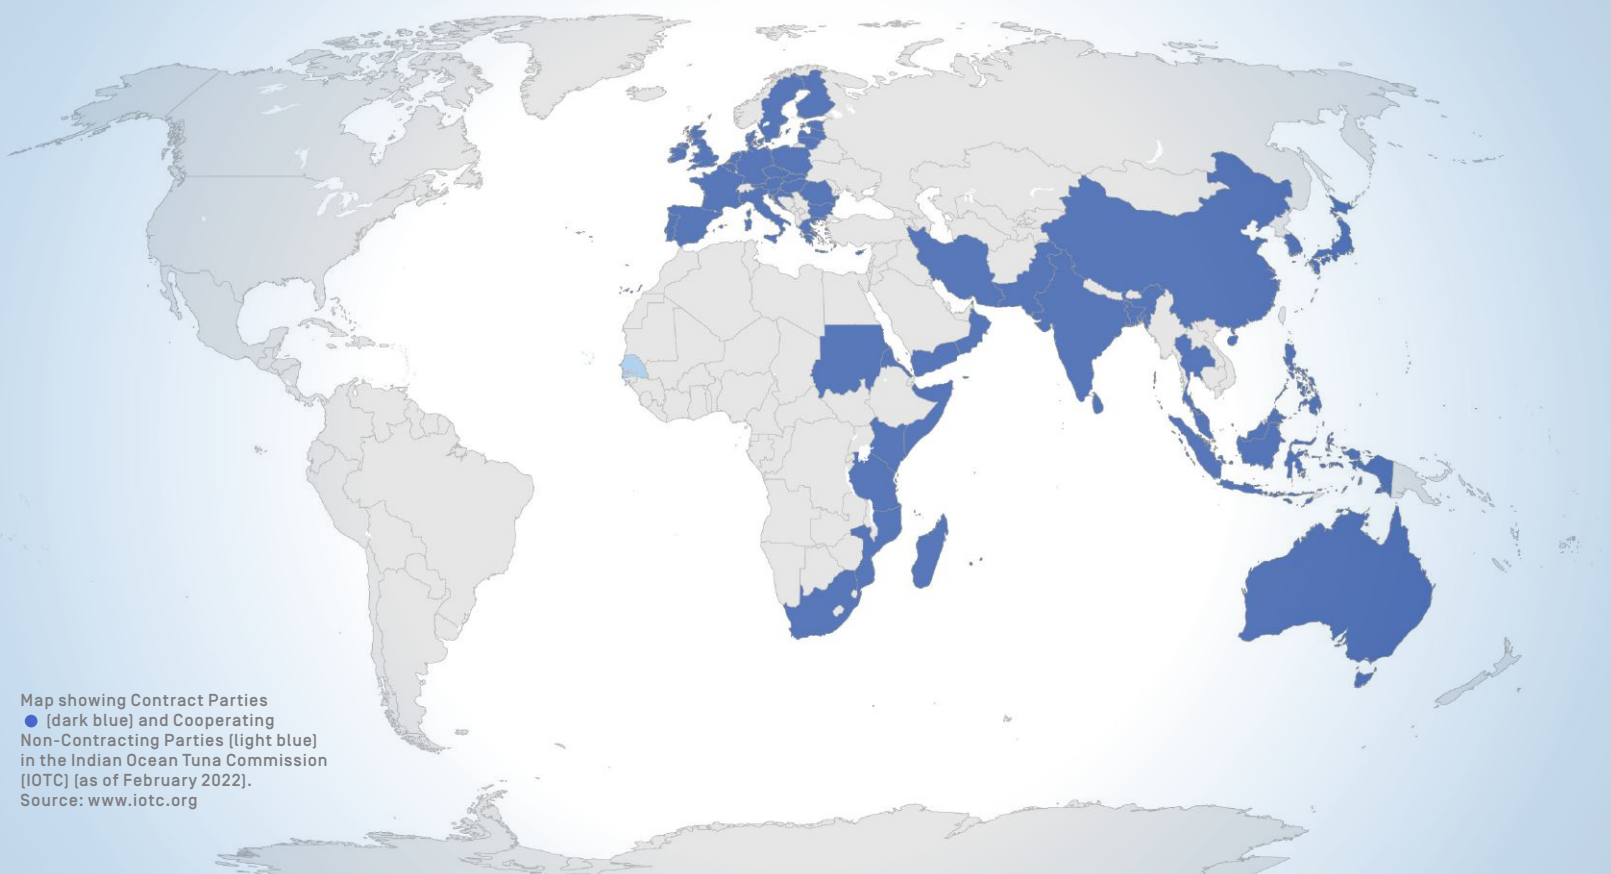 Map showing Contract Parties
● (dark blue) and Cooperating
Non-Contracting Parties (light blue)
in the Indian Ocean Tuna Commission
(IOTC) (as of February 2022).
Source: www.iotc.org